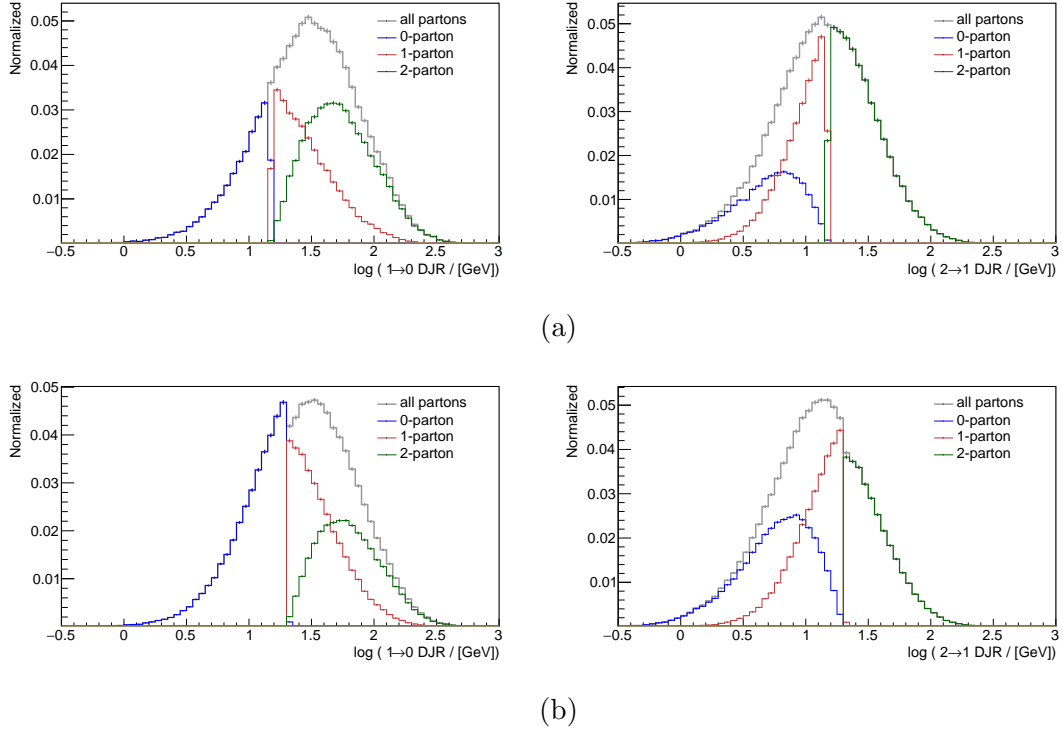 Normalized
0.05
0.04
0.03
0.02
0.01
all partons
0-parton
1-parton
2-parton
−0.5 0 0.5 1 1.5 2 2.5 3
log ( 1→0 DJR / [GeV])
Normalized
0.05
0.04
0.03
0.02
0.01
all partons
0-parton
1-parton
2-parton
−0.5 0 0.5 1 1.5 2 2.5 3
log ( 2→1 DJR / [GeV])
(a)
Normalized
0.05
0.04
0.03
0.02
0.01
all partons
0-parton
1-parton
2-parton
−0.5 0 0.5 1 1.5 2 2.5 3
log ( 1→0 DJR / [GeV])
Normalized
0.05
0.04
0.03
0.02
0.01
all partons
0-parton
1-parton
2-parton
−0.5 0 0.5 1 1.5 2 2.5 3
log ( 2→1 DJR / [GeV])
(b)